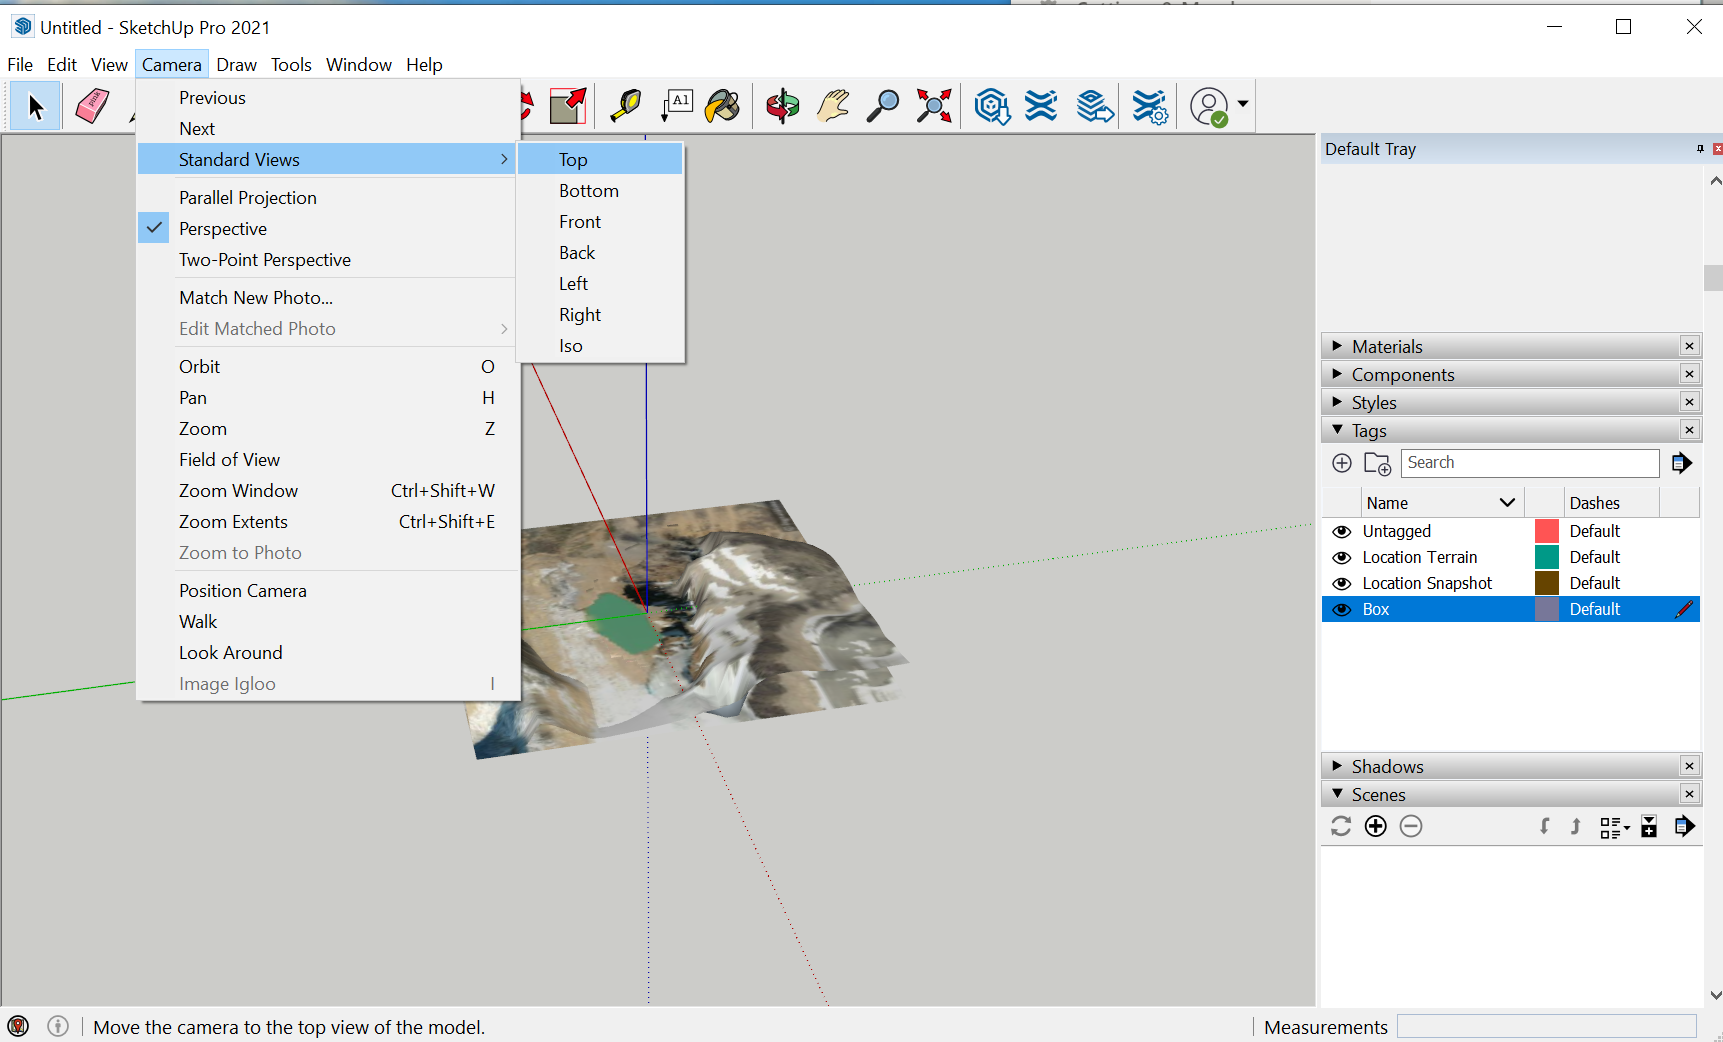 Untitled - SketchUp Pro 2021
File Edit View Camera Draw Tools Window Help
Previous
Next
Standard Views
Parallel Projection
Perspective
Two-Point Perspective
Match New Photo...
Edit Matched Photo
Orbit O
Pan H
Zoom Z
Field of View
Zoom Window Ctrl+Shift+W
Zoom Extents Ctrl+Shift+E
Zoom to Photo
Position Camera
Walk
Look Around
Image Igloo I
Top
Bottom
Front
Back
Left
Right
Iso
A1
Default Tray
Materials
Components
Styles
Tags
Search
Name Dashes
Untagged Default
Location Terrain Default
Location Snapshot Default
Box Default
Shadows
Scenes
Move the camera to the top view of the model.
Measurements